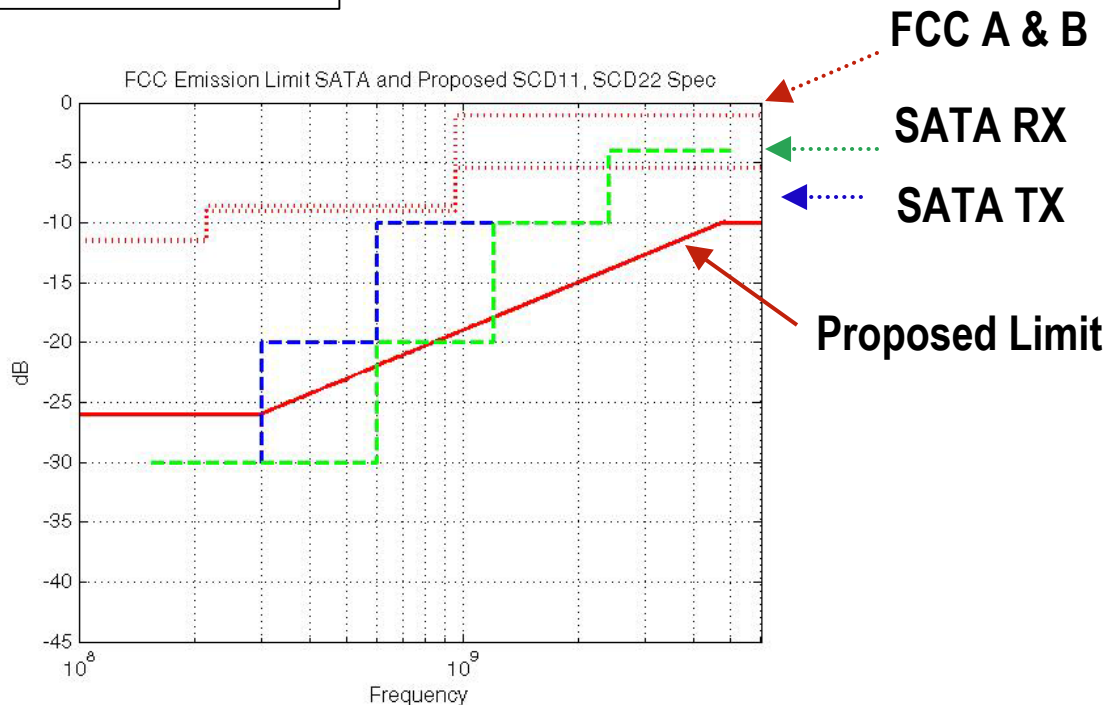 FCC A & B
FCC Emission Limit SATA and Proposed SCD11, SCD22 Spec
SATA RX
SATA TX
Proposed Limit
0
-5
-10
-15
-20
-25
-30
-35
-40
-45
dB
10^8
10^9
Frequency